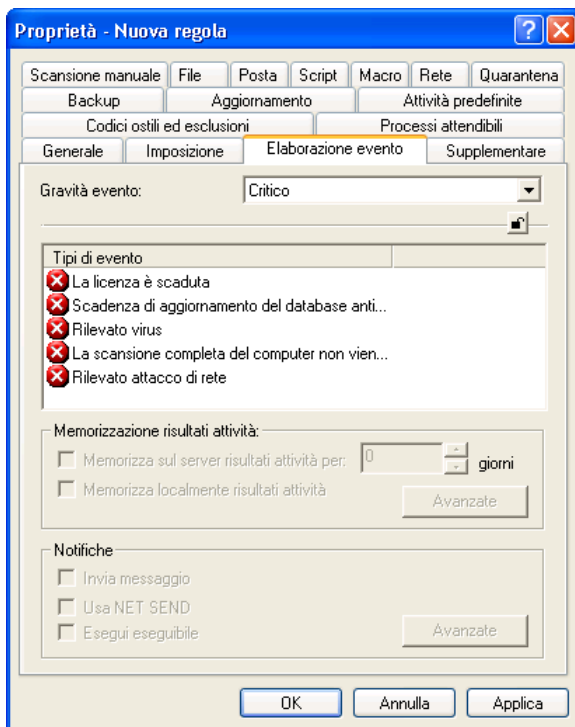 Proprietà - Nuova regola
Scansione manuale File Posta Script Macro Rete Quarantena
Backup Aggiornamento Attività predefinite
Codici ostili ed esclusioni Processi attendibili
Generale Imposizione Elaborazione evento Supplementare
Gravità evento: Critico
Tipi di evento
La licenza è scaduta
Scadenza di aggiornamento del database anti...
Rilevato virus
La scansione completa del computer non vien...
Rilevato attacco di rete
Memorizzazione risultati attività:
Memorizza sul server risultati attività per: 0 giorni
Memorizza localmente risultati attività
Avanzate
Notifiche
Invia messaggio
Usa NET SEND
Esegui eseguibile Avanzate
OK Annulla Applica